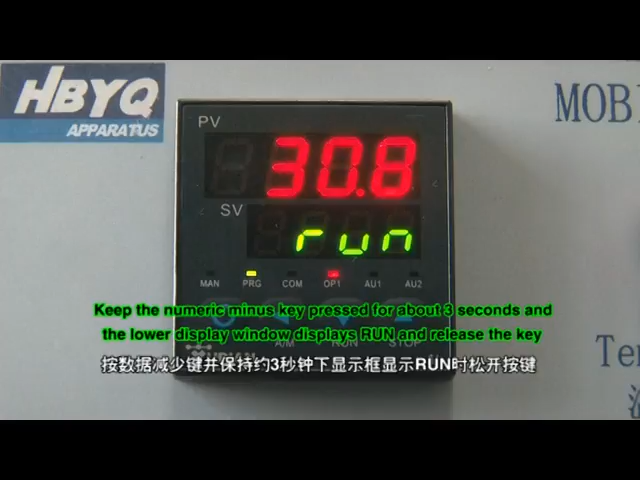 HBYQ
APPARATUS
MOBI
PV
30.8
SV
run
MAN PRG COM OP1 AU1 AU2
Keep the numeric minus key pressed for about 3 seconds and
the lower display window displays RUN and release the key
A/M RUN STOP
按数据减少键并保持约3秒钟下显示框显示RUN时松开按键
Te